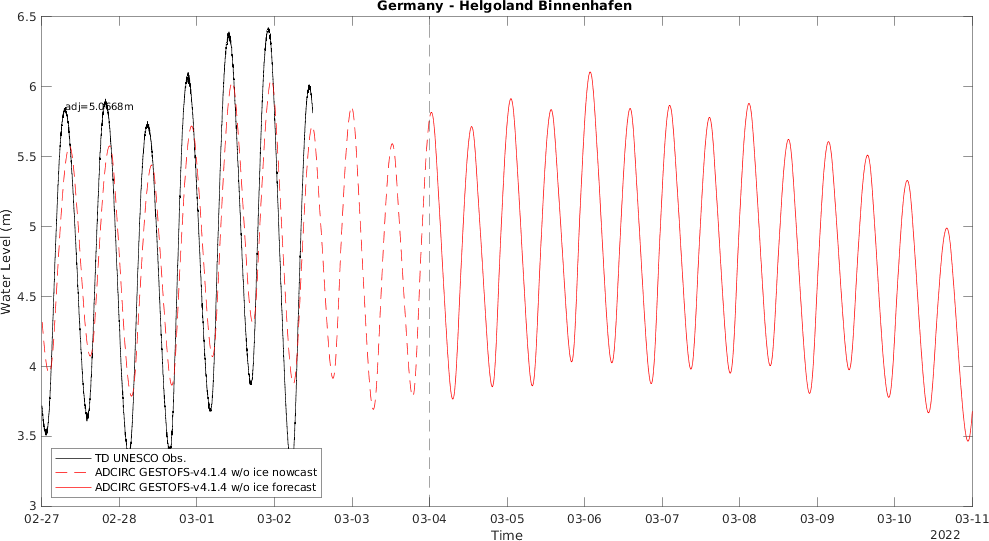 Germany - Helgoland Binnenhafen
6.5
6
5.5
5
4.5
4
3.5
3
Water Level (m)
adj=5.0668m
TD UNESCO Obs.
ADCIRC GESTOFS-v4.1.4 w/o ice nowcast
ADCIRC GESTOFS-v4.1.4 w/o ice forecast
02-27 02-28 03-01 03-02 03-03 03-04 03-05 03-06 03-07 03-08 03-09 03-10 03-11
Time
2022